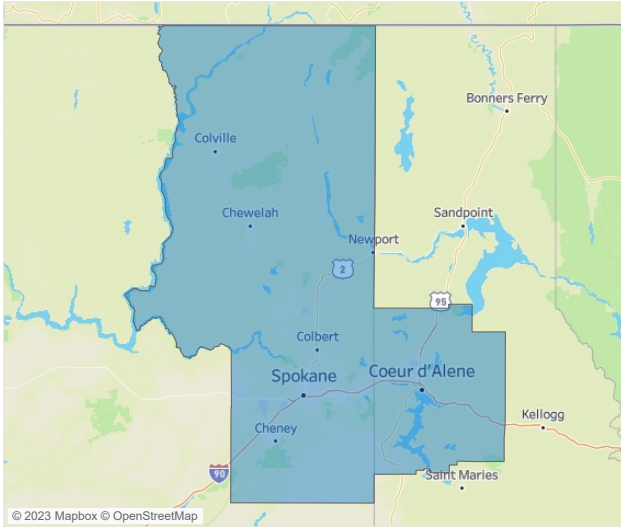 Bonners Ferry
Colville
Chewelah
Sandpoint
Newport
2
95
Colbert
Spokane
Coeur d'Alene
Kellogg
Cheney
90
Saint Maries
© 2023 Mapbox © OpenStreetMap